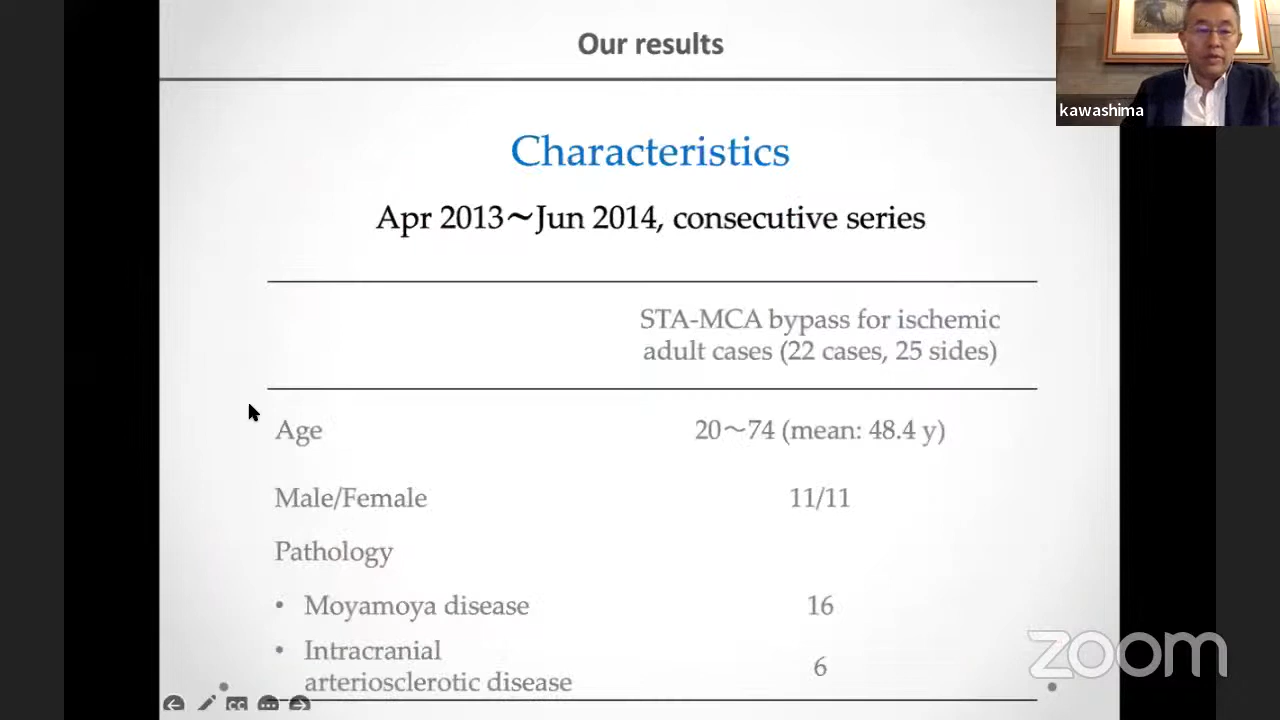 Our results
kawashima
Characteristics
Apr 2013～Jun 2014, consecutive series
STA-MCA bypass for ischemic
adult cases (22 cases, 25 sides)
Age 20～74 (mean: 48.4 y)
Male/Female 11/11
Pathology
• Moyamoya disease 16
• Intracranial
arteriosclerotic disease 6
zoom